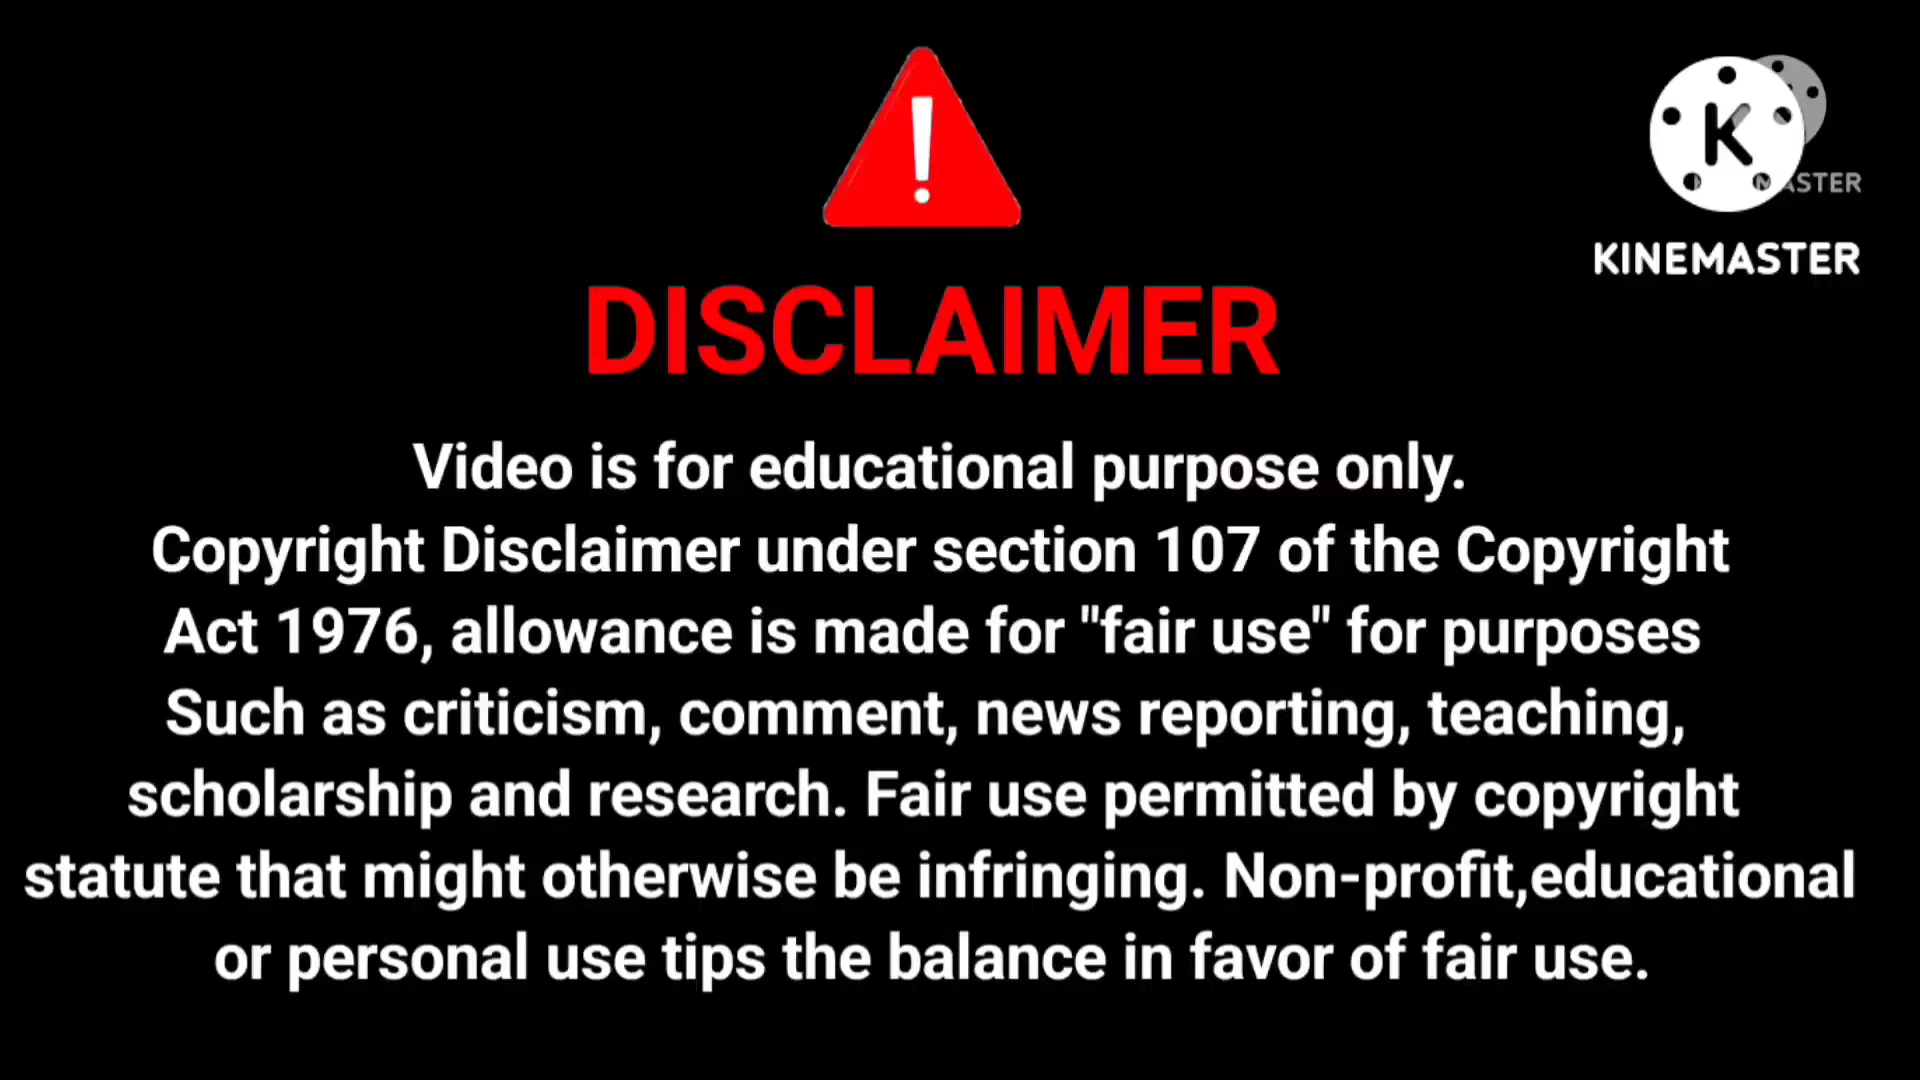 !
K
KINEMASTER
DISCLAIMER
Video is for educational purpose only.
Copyright Disclaimer under section 107 of the Copyright
Act 1976, allowance is made for "fair use" for purposes
Such as criticism, comment, news reporting, teaching,
scholarship and research. Fair use permitted by copyright
statute that might otherwise be infringing. Non-profit,educational
or personal use tips the balance in favor of fair use.